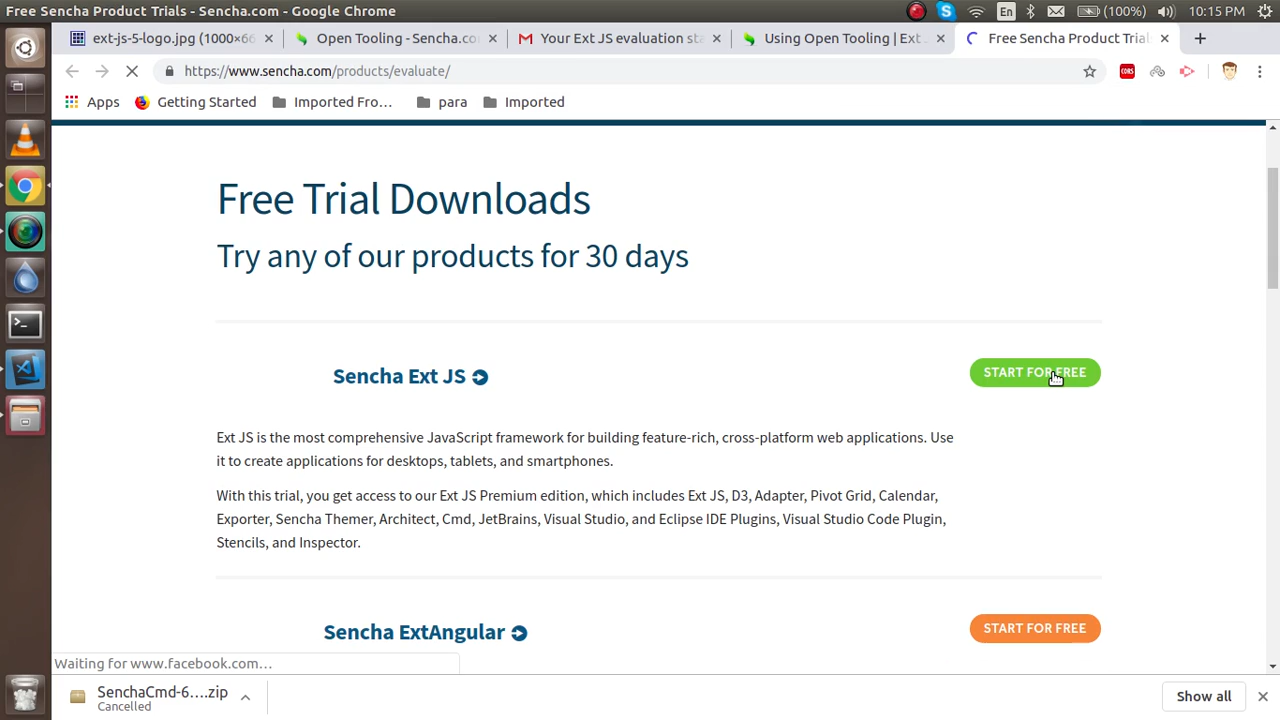 Free Sencha Product Trials - Sencha.com - Google Chrome
En
(100%)
10:15 PM
ext-js-5-logo.jpg (1000×66
Open Tooling - Sencha.co
Your Ext JS evaluation sta
Using Open Tooling | Ext
Free Sencha Product Trial
https://www.sencha.com/products/evaluate/
CORS
Apps
Getting Started
Imported Fro...
para
Imported
Free Trial Downloads
Try any of our products for 30 days
Sencha Ext JS
START FOR FREE
Ext JS is the most comprehensive JavaScript framework for building feature-rich, cross-platform web applications. Use
it to create applications for desktops, tablets, and smartphones.
With this trial, you get access to our Ext JS Premium edition, which includes Ext JS, D3, Adapter, Pivot Grid, Calendar,
Exporter, Sencha Themer, Architect, Cmd, JetBrains, Visual Studio, and Eclipse IDE Plugins, Visual Studio Code Plugin,
Stencils, and Inspector.
Sencha ExtAngular
START FOR FREE
Waiting for www.facebook.com...
SenchaCmd-6....zip
Cancelled
Show all